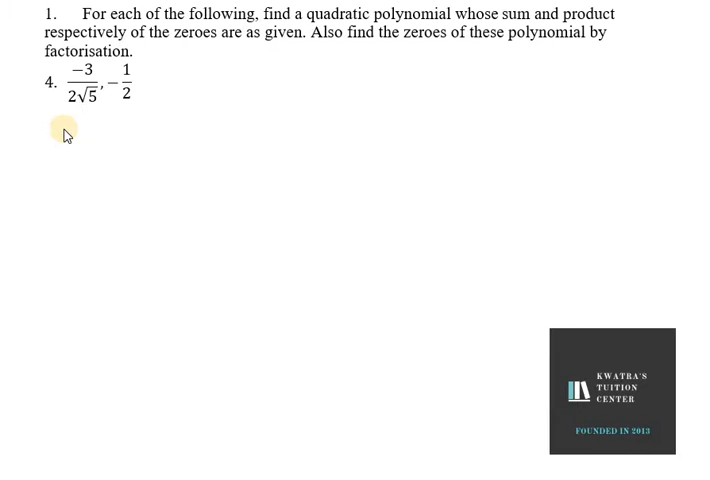 1. For each of the following, find a quadratic polynomial whose sum and product
respectively of the zeroes are as given. Also find the zeroes of these polynomial by
factorisation.
4. −3/2√5, −1/2
KWATRA'S
TUITION
CENTER
FOUNDED IN 2013